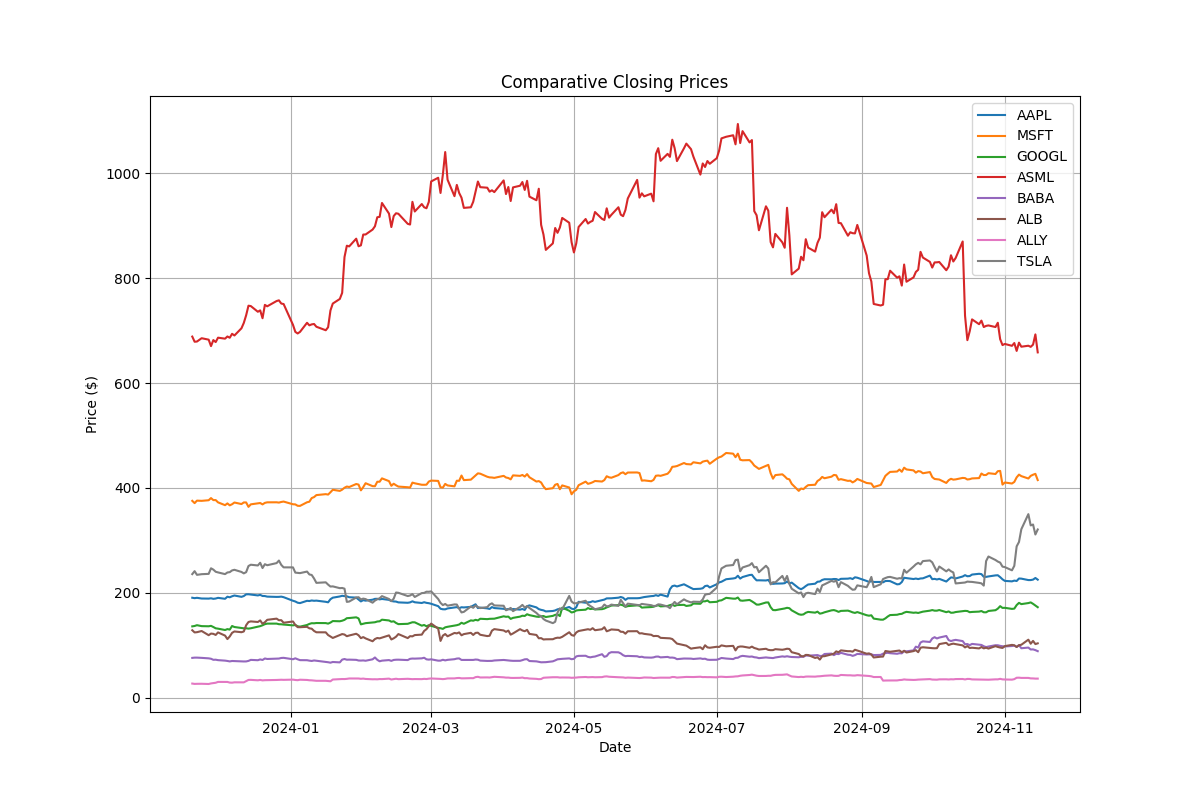 Comparative Closing Prices
AAPL
MSFT
GOOGL
ASML
BABA
ALB
ALLY
TSLA
1000
800
600
400
200
0
Price ($)
2024-01 2024-03 2024-05 2024-07 2024-09 2024-11
Date